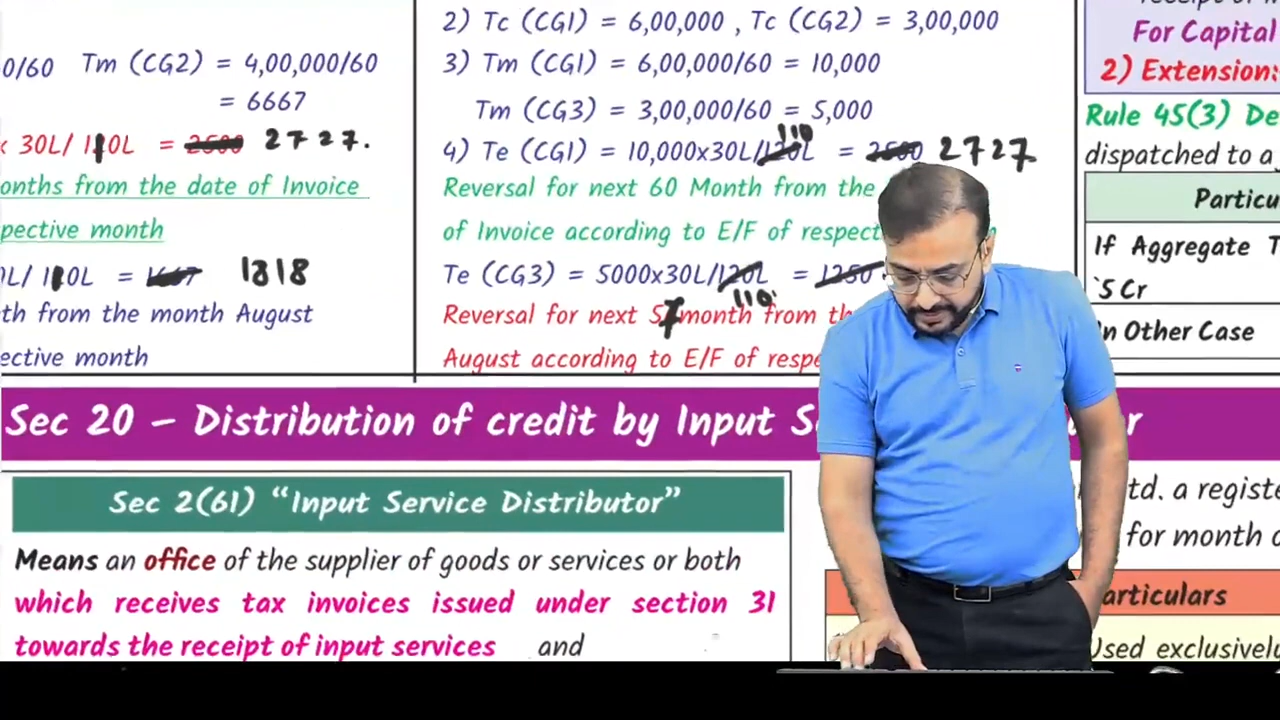 0/60 Tm (CG2) = 4,00,000/60
= 6667
x 30L/ 110L = 2500 2727.
onths from the date of Invoice
pective month
L/ 110L = 1667 1818
th from the month August
ective month
2) Tc (CG1) = 6,00,000 , Tc (CG2) = 3,00,000
3) Tm (CG1) = 6,00,000/60 = 10,000
Tm (CG3) = 3,00,000/60 = 5,000
110
4) Te (CG1) = 10,000x30L/120L = 2500 2727
Reversal for next 60 Month from the
of Invoice according to E/F of respect
Te (CG3) = 5000x30L/120L = 1250
110
Reversal for next 57 month from th
August according to E/F of respe
For Capital
2) Extension:
Rule 45(3) De
dispatched to a
Particu
If Aggregate T
`5 Cr
In Other Case
Sec 20 – Distribution of credit by Input S
Sec 2(61) “Input Service Distributor”
Means an office of the supplier of goods or services or both
which receives tax invoices issued under section 31
towards the receipt of input services and
td. a registe
for month o
articulars
Used exclusively